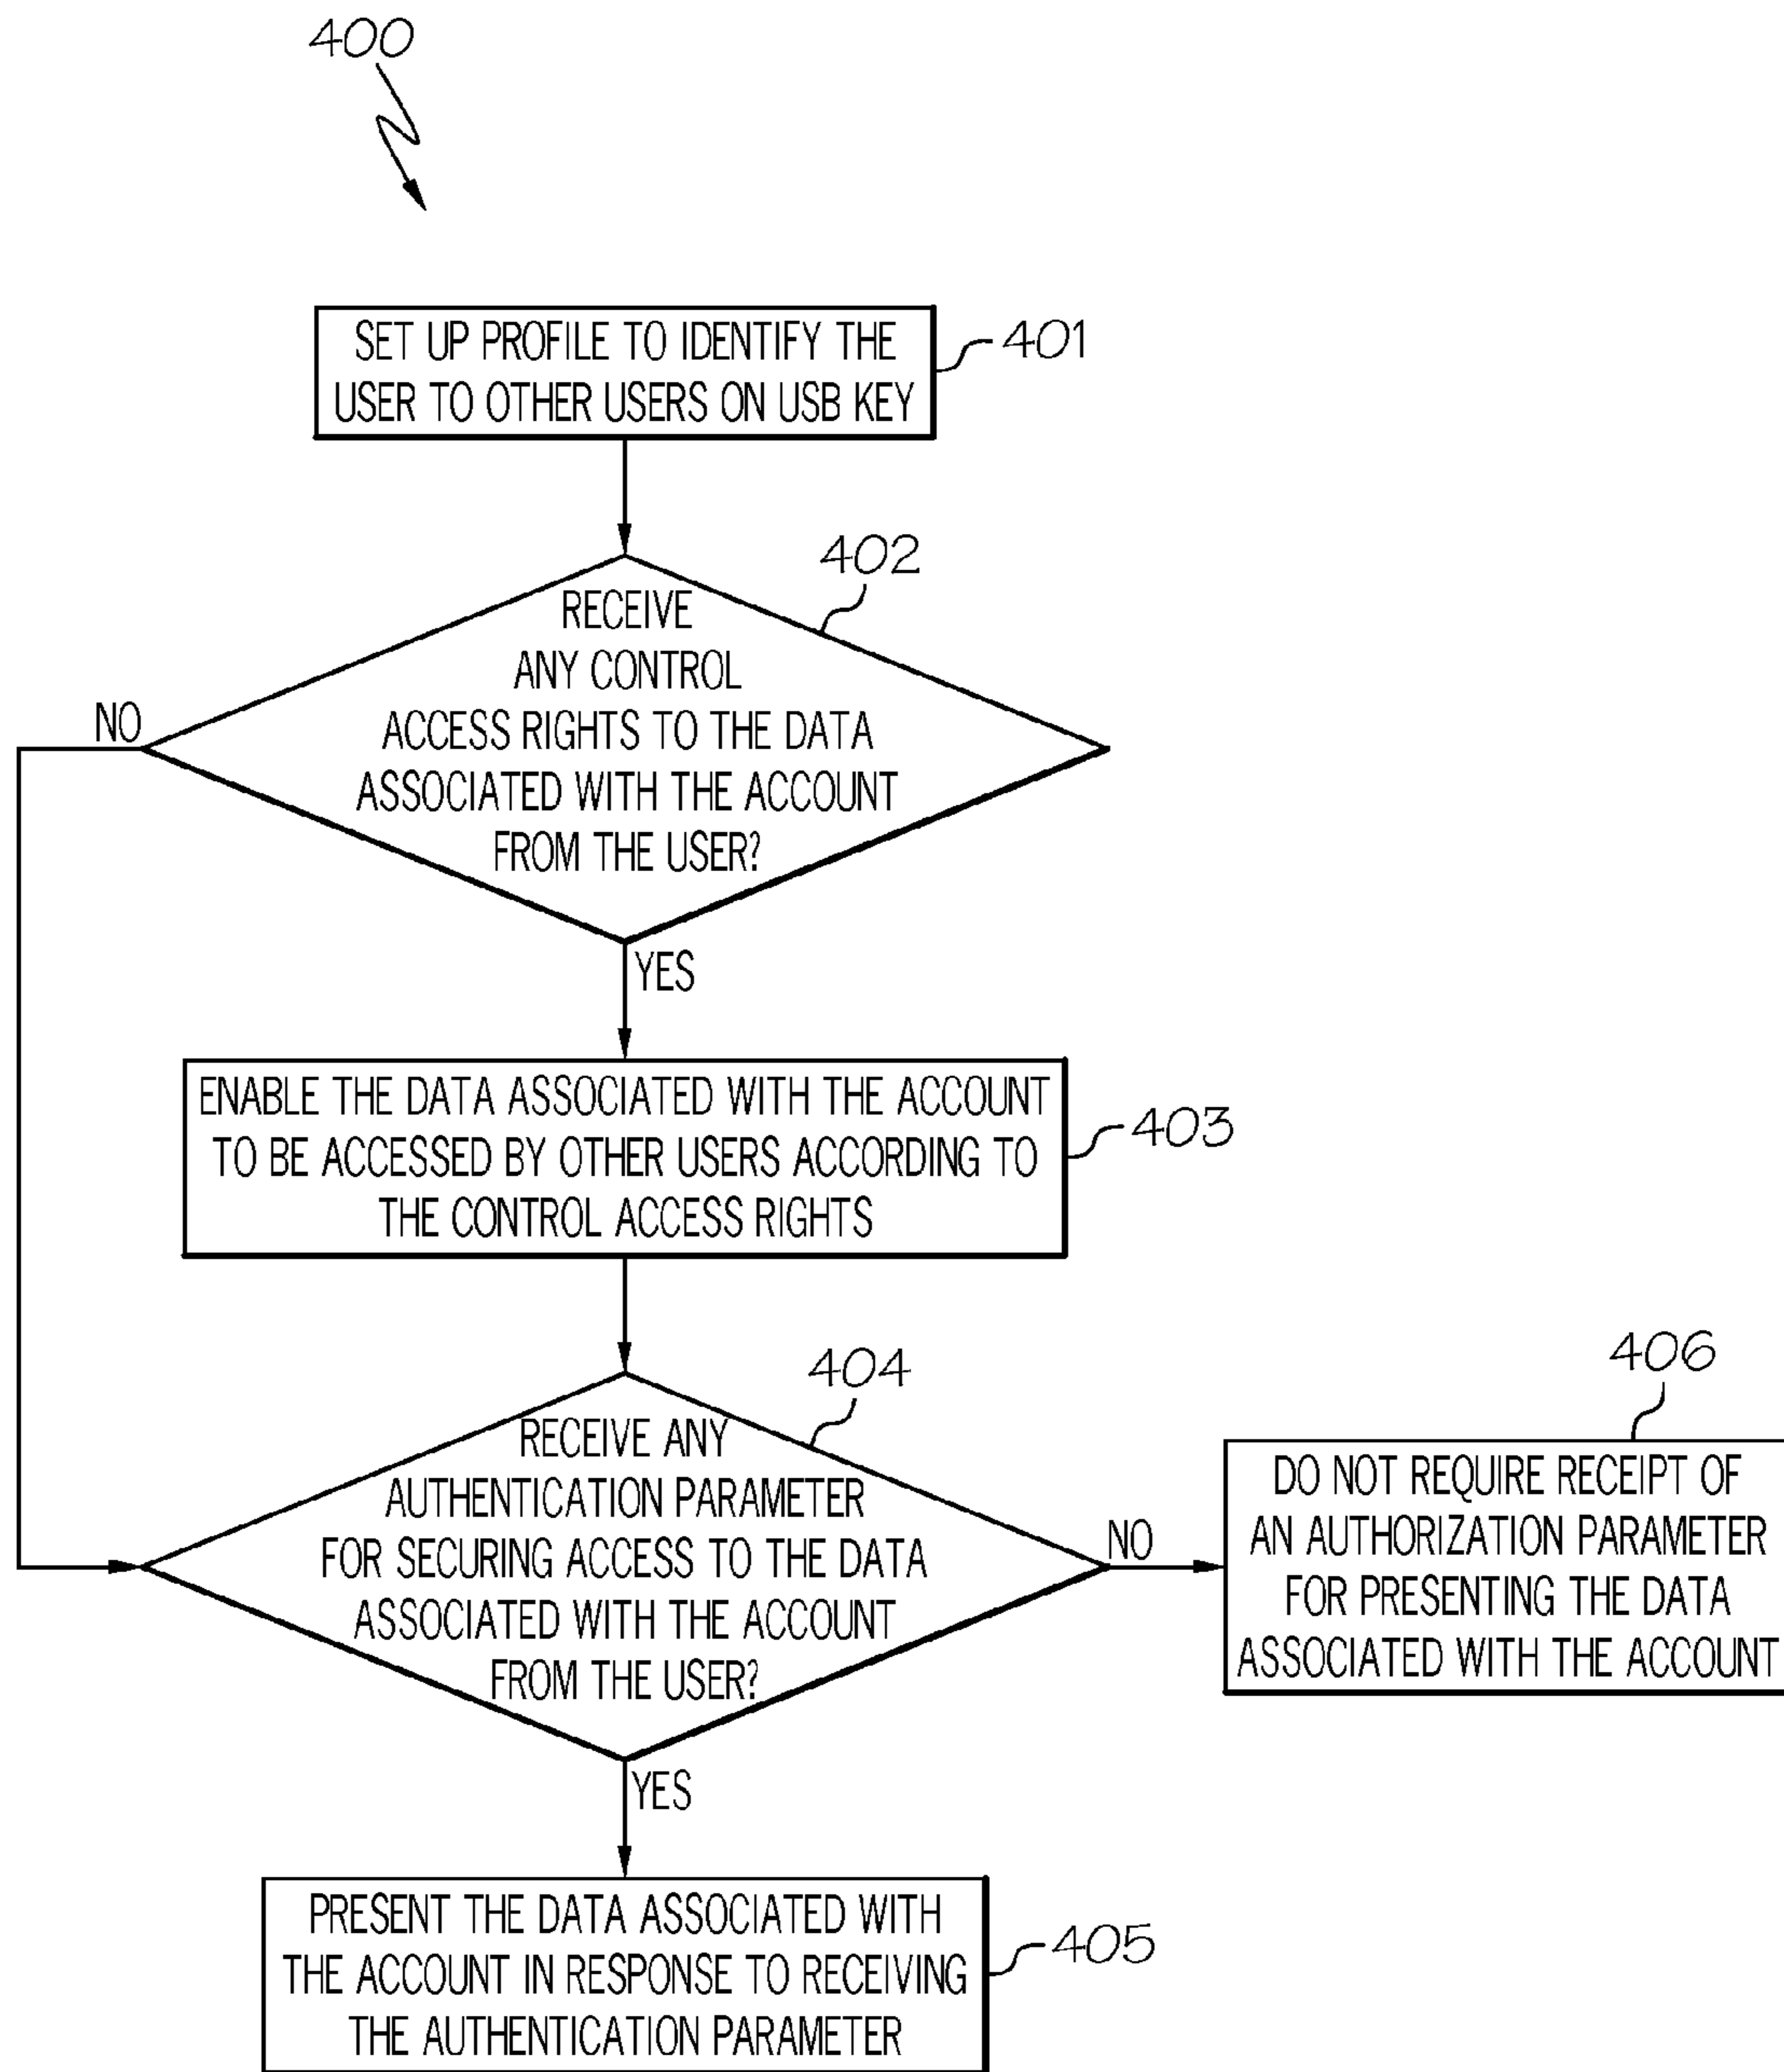 400
SET UP PROFILE TO IDENTIFY THE
USER TO OTHER USERS ON USB KEY
401
402
RECEIVE
ANY CONTROL
ACCESS RIGHTS TO THE DATA
ASSOCIATED WITH THE ACCOUNT
FROM THE USER?
NO
YES
ENABLE THE DATA ASSOCIATED WITH THE ACCOUNT
TO BE ACCESSED BY OTHER USERS ACCORDING TO
THE CONTROL ACCESS RIGHTS
403
404
RECEIVE ANY
AUTHENTICATION PARAMETER
FOR SECURING ACCESS TO THE DATA
ASSOCIATED WITH THE ACCOUNT
FROM THE USER?
NO
406
DO NOT REQUIRE RECEIPT OF
AN AUTHORIZATION PARAMETER
FOR PRESENTING THE DATA
ASSOCIATED WITH THE ACCOUNT
YES
PRESENT THE DATA ASSOCIATED WITH
THE ACCOUNT IN RESPONSE TO RECEIVING
THE AUTHENTICATION PARAMETER
405